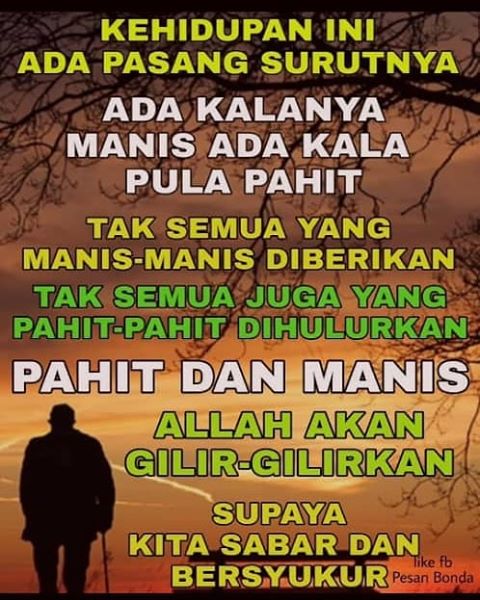 KEHIDUPAN INI
ADA PASANG SURUTNYA
ADA KALANYA
MANIS ADA KALA
PULA PAHIT
TAK SEMUA YANG
MANIS-MANIS DIBERIKAN
TAK SEMUA JUGA YANG
PAHIT-PAHIT DIHULURKAN
PAHIT DAN MANIS
ALLAH AKAN
GILIR-GILIRKAN
SUPAYA
KITA SABAR DAN
BERSYUKUR
like fb
Pesan Bonda